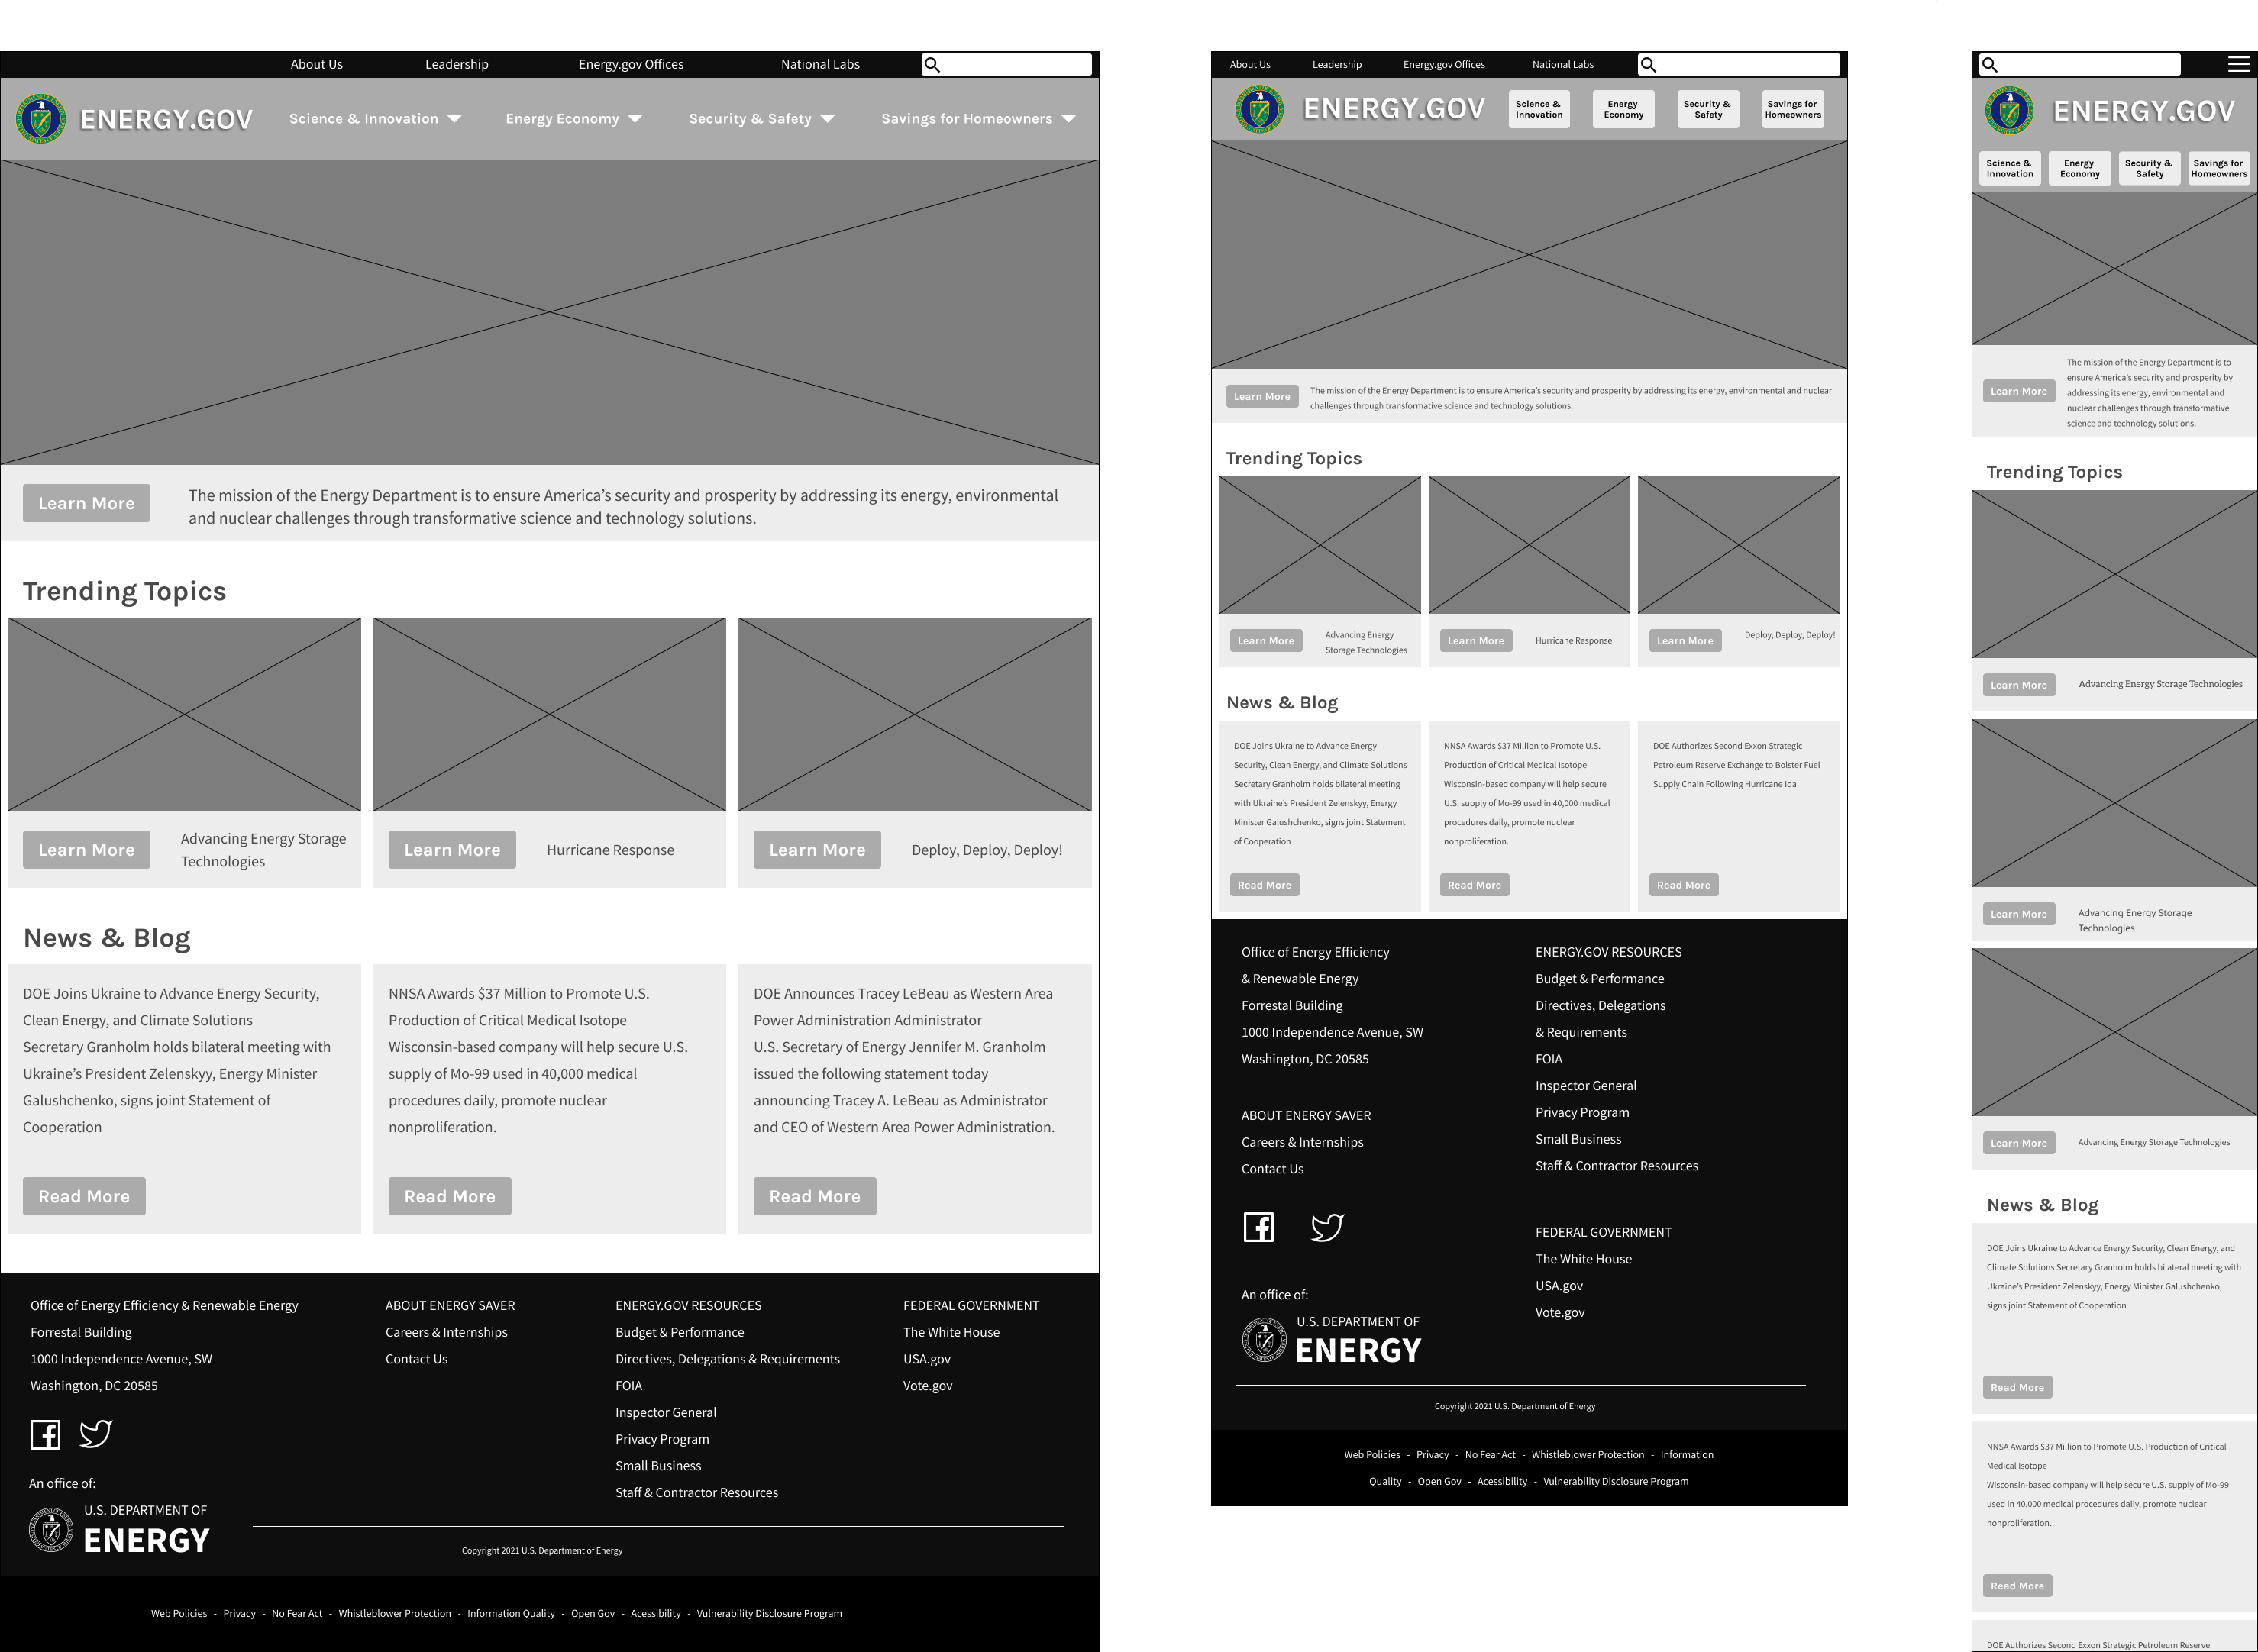 About Us Leadership Energy.gov Offices National Labs
ENERGY.GOV Science & Innovation Energy Economy Security & Safety Savings for Homeowners
Learn More
The mission of the Energy Department is to ensure America’s security and prosperity by addressing its energy, environmental
and nuclear challenges through transformative science and technology solutions.
Trending Topics
Learn More
Advancing Energy Storage
Technologies
Learn More
Hurricane Response
Learn More
Deploy, Deploy, Deploy!
News & Blog
DOE Joins Ukraine to Advance Energy Security,
Clean Energy, and Climate Solutions
Secretary Granholm holds bilateral meeting with
Ukraine’s President Zelenskyy, Energy Minister
Galushchenko, signs joint Statement of
Cooperation
Read More
NNSA Awards $37 Million to Promote U.S.
Production of Critical Medical Isotope
Wisconsin-based company will help secure U.S.
supply of Mo-99 used in 40,000 medical
procedures daily, promote nuclear
nonproliferation.
Read More
DOE Announces Tracey LeBeau as Western Area
Power Administration Administrator
U.S. Secretary of Energy Jennifer M. Granholm
issued the following statement today
announcing Tracey A. LeBeau as Administrator
and CEO of Western Area Power Administration.
Read More
Office of Energy Efficiency & Renewable Energy
Forrestal Building
1000 Independence Avenue, SW
Washington, DC 20585
An office of:
U.S. DEPARTMENT OF
ENERGY
ABOUT ENERGY SAVER
Careers & Internships
Contact Us
ENERGY.GOV RESOURCES
Budget & Performance
Directives, Delegations & Requirements
FOIA
Inspector General
Privacy Program
Small Business
Staff & Contractor Resources
FEDERAL GOVERNMENT
The White House
USA.gov
Vote.gov
Copyright 2021 U.S. Department of Energy
Web Policies - Privacy - No Fear Act - Whistleblower Protection - Information Quality - Open Gov - Acessibility - Vulnerability Disclosure Program
About Us Leadership Energy.gov Offices National Labs
ENERGY.GOV
Science &
Innovation
Energy
Economy
Security &
Safety
Savings for
Homeowners
Learn More
The mission of the Energy Department is to ensure America’s security and prosperity by addressing its energy, environmental and nuclear
challenges through transformative science and technology solutions.
Trending Topics
Learn More
Advancing Energy
Storage Technologies
Learn More
Hurricane Response
Learn More
Deploy, Deploy, Deploy!
News & Blog
DOE Joins Ukraine to Advance Energy
Security, Clean Energy, and Climate Solutions
Secretary Granholm holds bilateral meeting
with Ukraine’s President Zelenskyy, Energy
Minister Galushchenko, signs joint Statement
of Cooperation
Read More
NNSA Awards $37 Million to Promote U.S.
Production of Critical Medical Isotope
Wisconsin-based company will help secure
U.S. supply of Mo-99 used in 40,000 medical
procedures daily, promote nuclear
nonproliferation.
Read More
DOE Authorizes Second Exxon Strategic
Petroleum Reserve Exchange to Bolster Fuel
Supply Chain Following Hurricane Ida
Read More
Office of Energy Efficiency
& Renewable Energy
Forrestal Building
1000 Independence Avenue, SW
Washington, DC 20585
ABOUT ENERGY SAVER
Careers & Internships
Contact Us
An office of:
U.S. DEPARTMENT OF
ENERGY
ENERGY.GOV RESOURCES
Budget & Performance
Directives, Delegations
& Requirements
FOIA
Inspector General
Privacy Program
Small Business
Staff & Contractor Resources
FEDERAL GOVERNMENT
The White House
USA.gov
Vote.gov
Copyright 2021 U.S. Department of Energy
Web Policies - Privacy - No Fear Act - Whistleblower Protection - Information
Quality - Open Gov - Acessibility - Vulnerability Disclosure Program
ENERGY.GOV
Science &
Innovation
Energy
Economy
Security &
Safety
Savings for
Homeowners
Learn More
The mission of the Energy Department is to
ensure America’s security and prosperity by
addressing its energy, environmental and
nuclear challenges through transformative
science and technology solutions.
Trending Topics
Learn More
Advancing Energy Storage Technologies
Learn More
Advancing Energy Storage
Technologies
Learn More
Advancing Energy Storage Technologies
News & Blog
DOE Joins Ukraine to Advance Energy Security, Clean Energy, and
Climate Solutions Secretary Granholm holds bilateral meeting with
Ukraine’s President Zelenskyy, Energy Minister Galushchenko,
signs joint Statement of Cooperation
Read More
NNSA Awards $37 Million to Promote U.S. Production of Critical
Medical Isotope
Wisconsin-based company will help secure U.S. supply of Mo-99
used in 40,000 medical procedures daily, promote nuclear
nonproliferation.
Read More
DOE Authorizes Second Exxon Strategic Petroleum Reserve